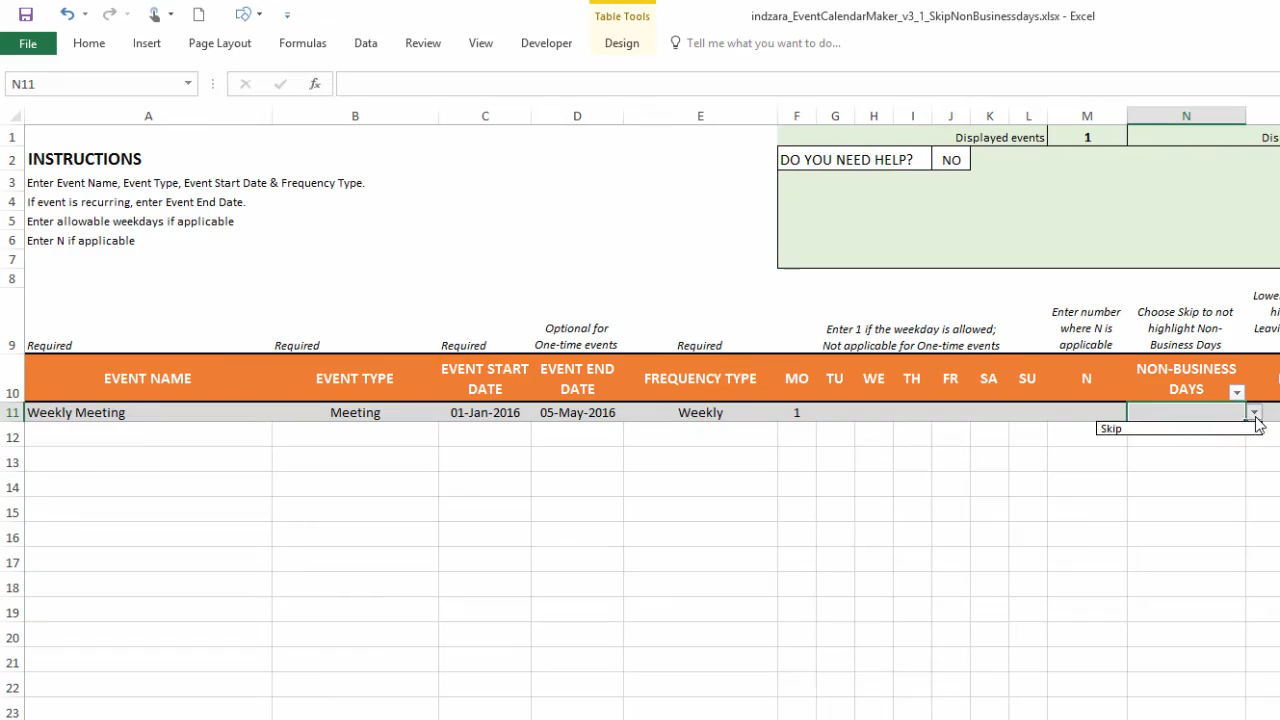 Table Tools
indzara_EventCalendarMaker_v3_1_SkipNonBusinessdays.xlsx - Excel
File Home Insert Page Layout Formulas Data Review View Developer Design Tell me what you want to do...
N11 fx
A B C D E F G H I J K L M N
1 Displayed events 1
2 INSTRUCTIONS DO YOU NEED HELP? NO
3 Enter Event Name, Event Type, Event Start Date & Frequency Type.
4 If event is recurring, enter Event End Date.
5 Enter allowable weekdays if applicable
6 Enter N if applicable
7
8
9 Required Required Required Optional for One-time events Required Enter 1 if the weekday is allowed; Not applicable for One-time events Enter number where N is applicable Choose Skip to not highlight Non-Business Days
10 EVENT NAME EVENT TYPE EVENT START DATE EVENT END DATE FREQUENCY TYPE MO TU WE TH FR SA SU N NON-BUSINESS DAYS
11 Weekly Meeting Meeting 01-Jan-2016 05-May-2016 Weekly 1
Skip
12
13
14
15
16
17
18
19
20
21
22
23